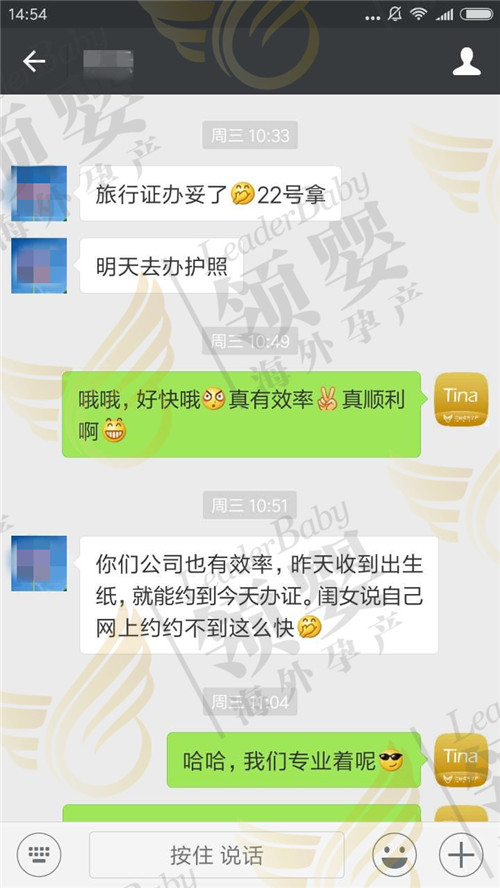 14:54
周三 10:33
旅行证办妥了🤭22号拿
明天去办护照
周三 10:49
哦哦，好快哦😳真有效率✌真顺利
啊😁
Tina
周三 10:51
你们公司也有效率，昨天收到出生
纸，就能约到今天办证。闺女说自己
网上约约不到这么快🤭
周三 11:04
哈哈，我们专业着呢😎
Tina
按住 说话
LeaderBaby
领婴
海外孕产